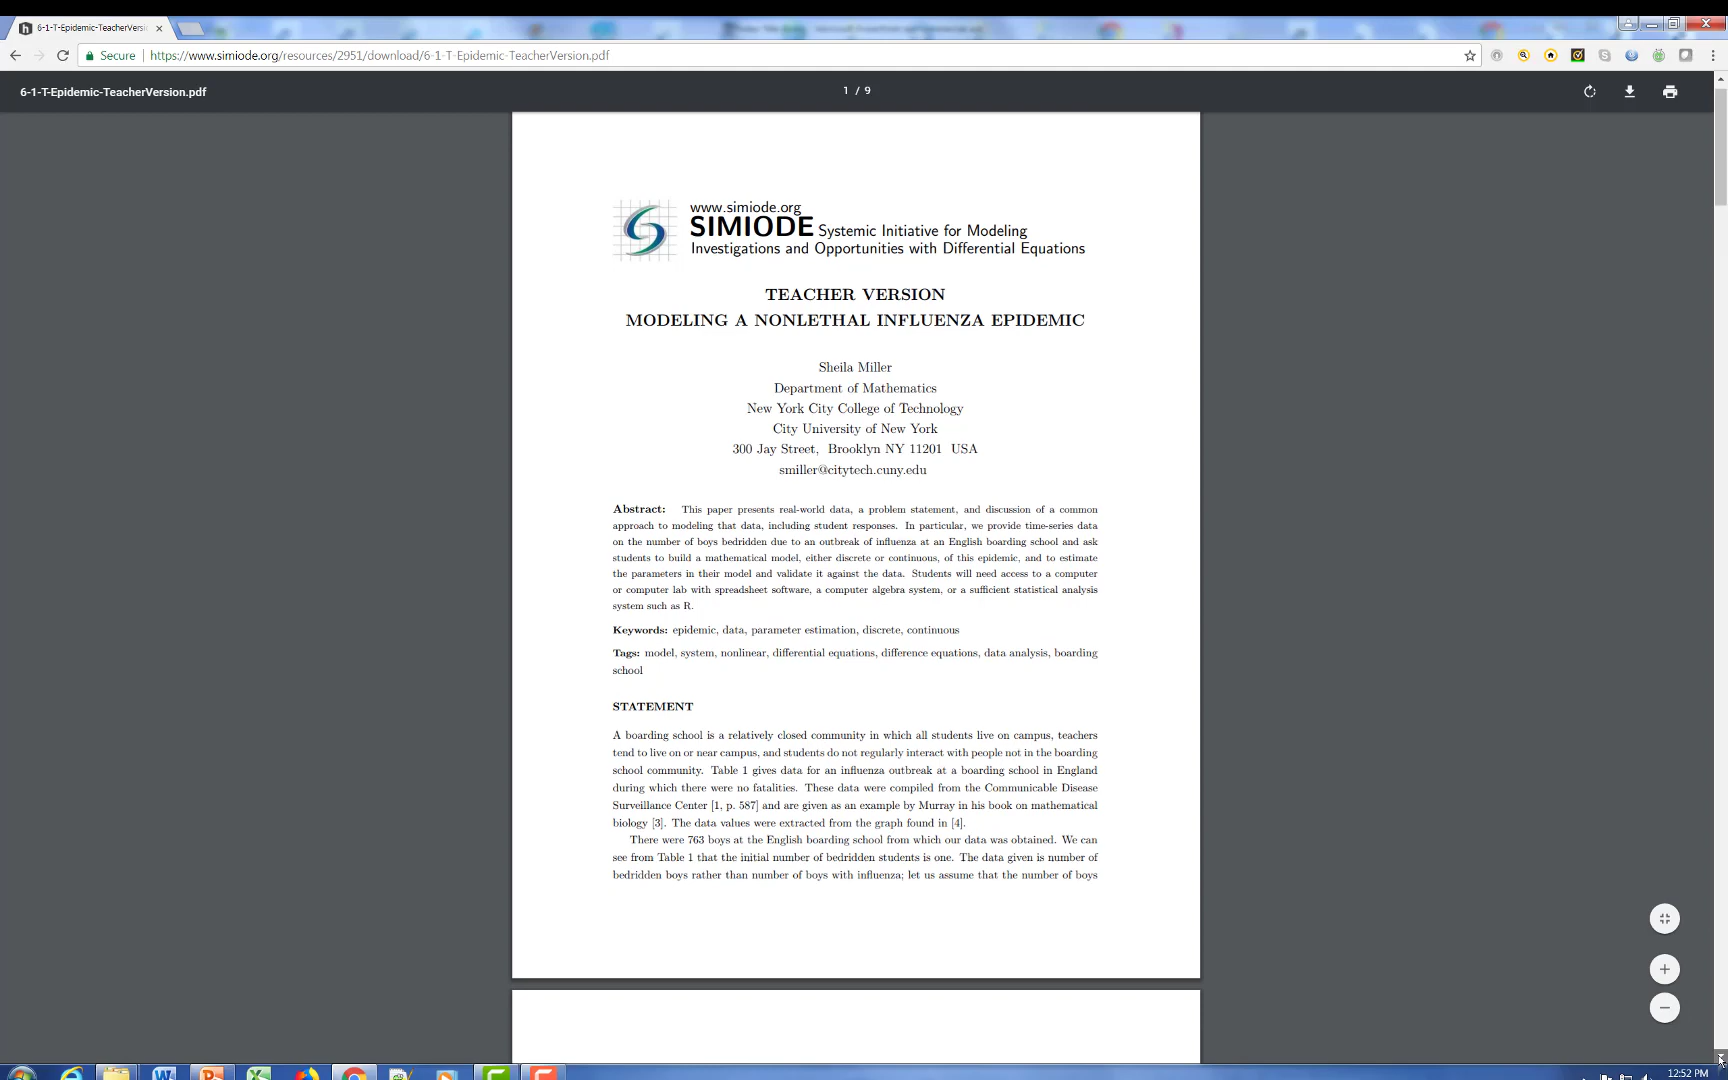 6-1-T-Epidemic-TeacherVersi
Secure
https://www.simiode.org/resources/2951/download/6-1-T-Epidemic-TeacherVersion.pdf
6-1-T-Epidemic-TeacherVersion.pdf
1 / 9
www.simiode.org
SIMIODE Systemic Initiative for Modeling
Investigations and Opportunities with Differential Equations
TEACHER VERSION
MODELING A NONLETHAL INFLUENZA EPIDEMIC
Sheila Miller
Department of Mathematics
New York City College of Technology
City University of New York
300 Jay Street, Brooklyn NY 11201 USA
smiller@citytech.cuny.edu
Abstract: This paper presents real-world data, a problem statement, and discussion of a common
approach to modeling that data, including student responses. In particular, we provide time-series data
on the number of boys bedridden due to an outbreak of influenza at an English boarding school and ask
students to build a mathematical model, either discrete or continuous, of this epidemic, and to estimate
the parameters in their model and validate it against the data. Students will need access to a computer
or computer lab with spreadsheet software, a computer algebra system, or a sufficient statistical analysis
system such as R.
Keywords: epidemic, data, parameter estimation, discrete, continuous
Tags: model, system, nonlinear, differential equations, difference equations, data analysis, boarding
school
STATEMENT
A boarding school is a relatively closed community in which all students live on campus, teachers
tend to live on or near campus, and students do not regularly interact with people not in the boarding
school community. Table 1 gives data for an influenza outbreak at a boarding school in England
during which there were no fatalities. These data were compiled from the Communicable Disease
Surveillance Center [1, p. 587] and are given as an example by Murray in his book on mathematical
biology [3]. The data values were extracted from the graph found in [4].
There were 763 boys at the English boarding school from which our data was obtained. We can
see from Table 1 that the initial number of bedridden students is one. The data given is number of
bedridden boys rather than number of boys with influenza; let us assume that the number of boys
12:52 PM